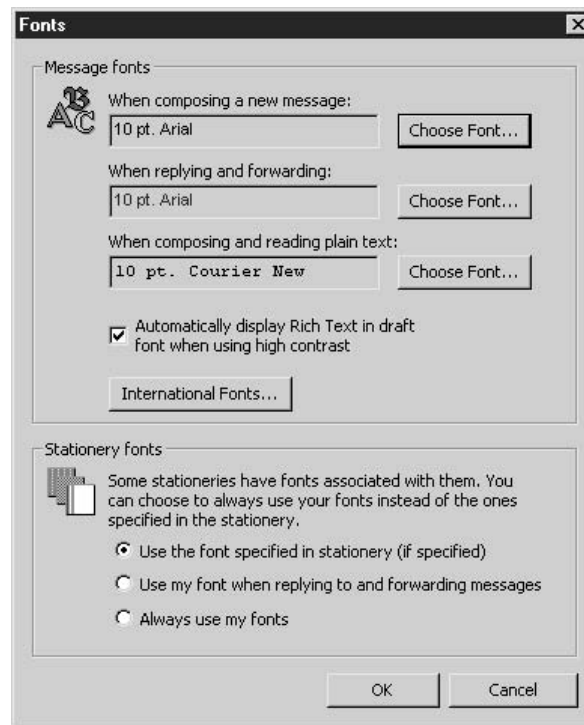 Fonts
Message fonts
When composing a new message:
10 pt. Arial
Choose Font...
When replying and forwarding:
10 pt. Arial
Choose Font...
When composing and reading plain text:
10 pt. Courier New
Choose Font...
Automatically display Rich Text in draft
font when using high contrast
International Fonts...
Stationery fonts
Some stationeries have fonts associated with them. You
can choose to always use your fonts instead of the ones
specified in the stationery.
Use the font specified in stationery (if specified)
Use my font when replying to and forwarding messages
Always use my fonts
OK
Cancel